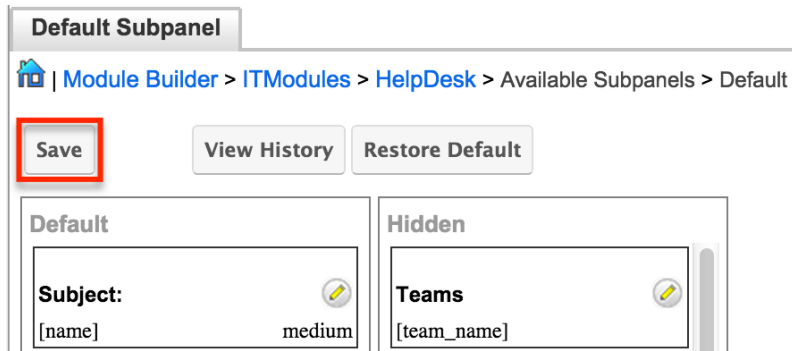 Default Subpanel
| Module Builder > ITModules > HelpDesk > Available Subpanels > Default
Save View History Restore Default
Default Hidden
Subject: Teams
[name] medium [team_name]